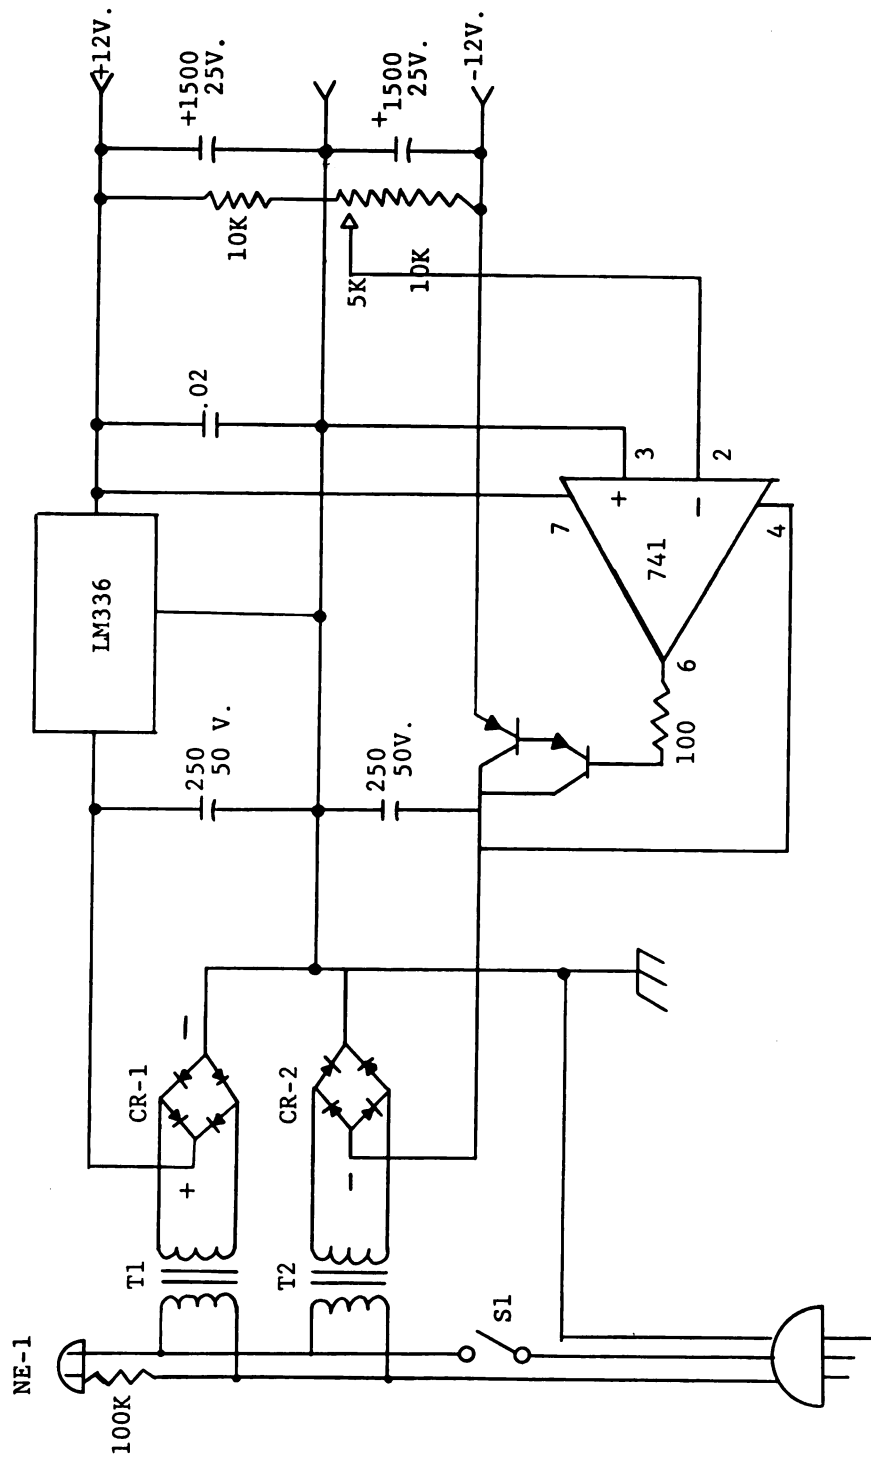 NE-1
100K
T1
T2
S1
CR-1
+
−
CR-2
−
250
50 V.
250
50V.
LM336
100
6
741
+
−
7
3
2
4
.02
10K
5K
10K
+1500
25V.
+1500
25V.
+12V.
-12V.